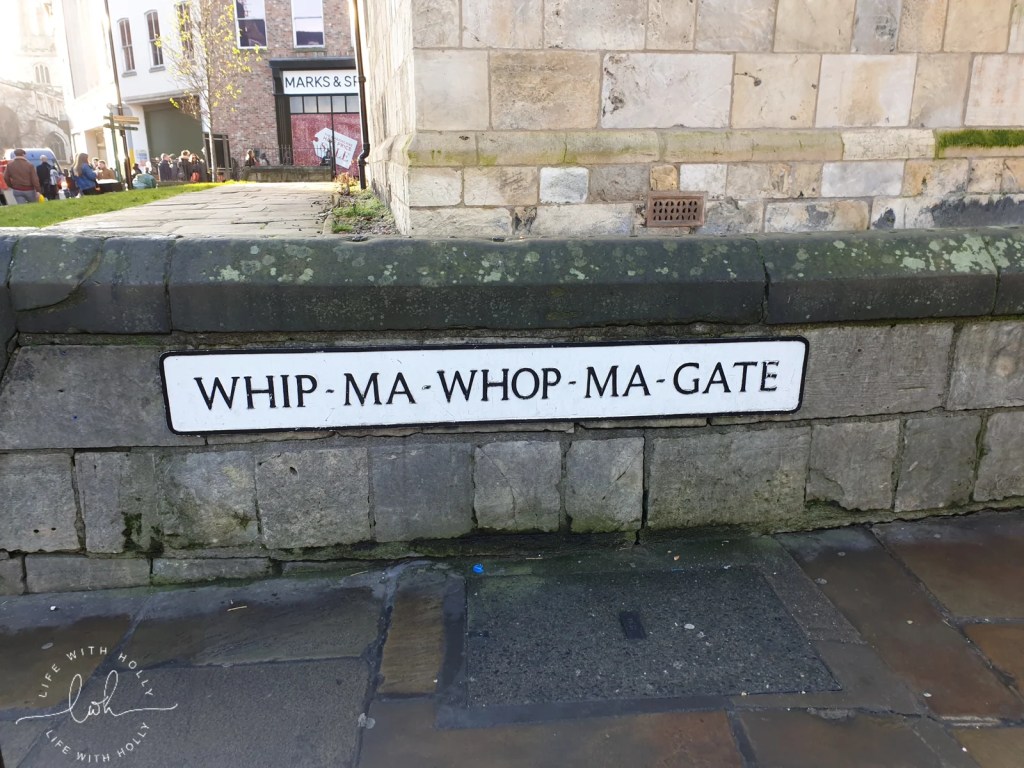 MARKS & SP
WHIP-MA-WHOP-MA-GATE
LIFE WITH HOLLY
lwh
LIFE WITH HOLLY